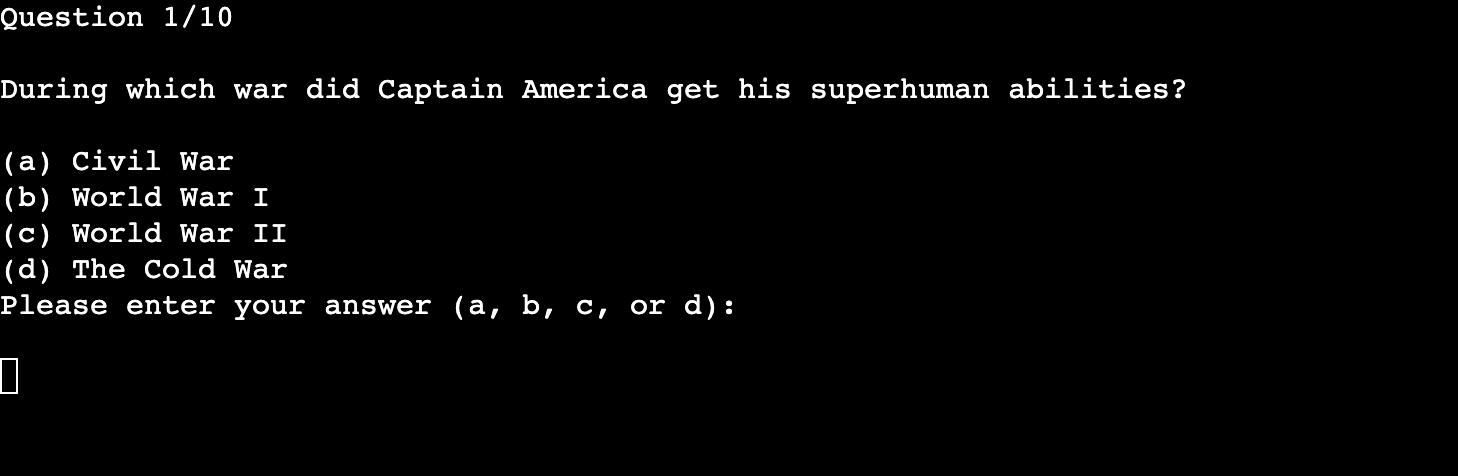 Question 1/10
During which war did Captain America get his superhuman abilities?
(a) Civil War
(b) World War I
(c) World War II
(d) The Cold War
Please enter your answer (a, b, c, or d):